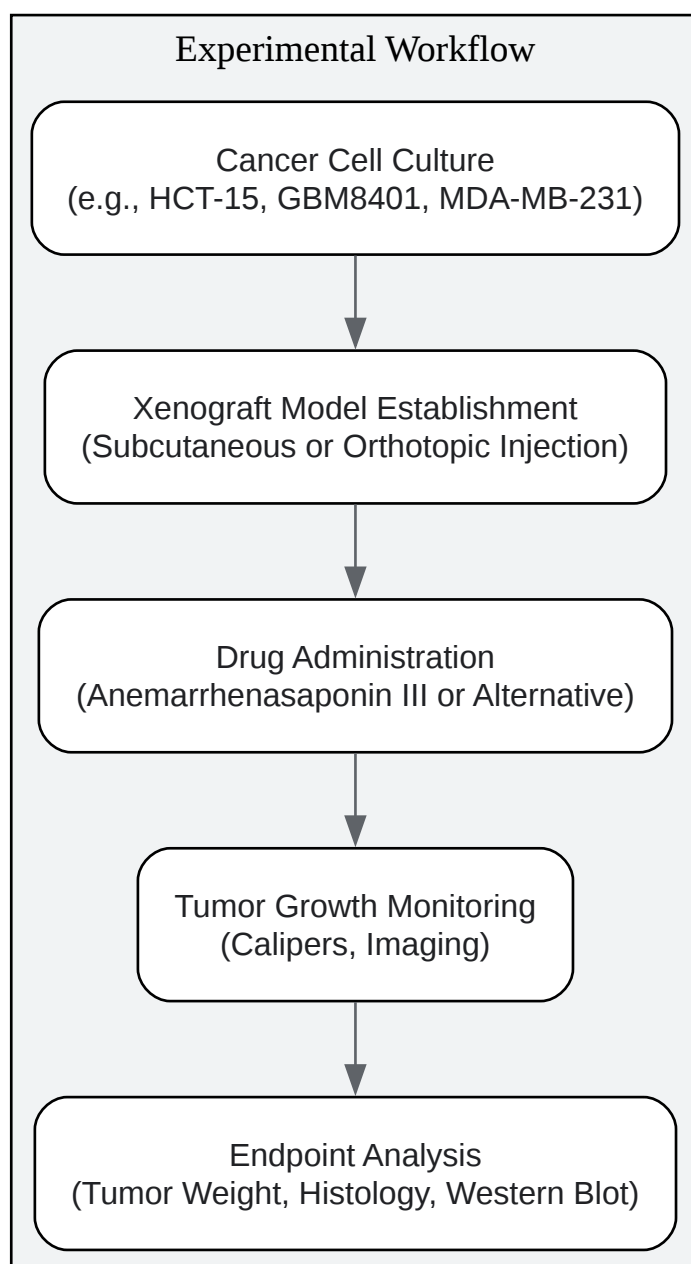 Experimental Workflow
Cancer Cell Culture
(e.g., HCT-15, GBM8401, MDA-MB-231)
Xenograft Model Establishment
(Subcutaneous or Orthotopic Injection)
Drug Administration
(Anemarrhenasaponin III or Alternative)
Tumor Growth Monitoring
(Calipers, Imaging)
Endpoint Analysis
(Tumor Weight, Histology, Western Blot)